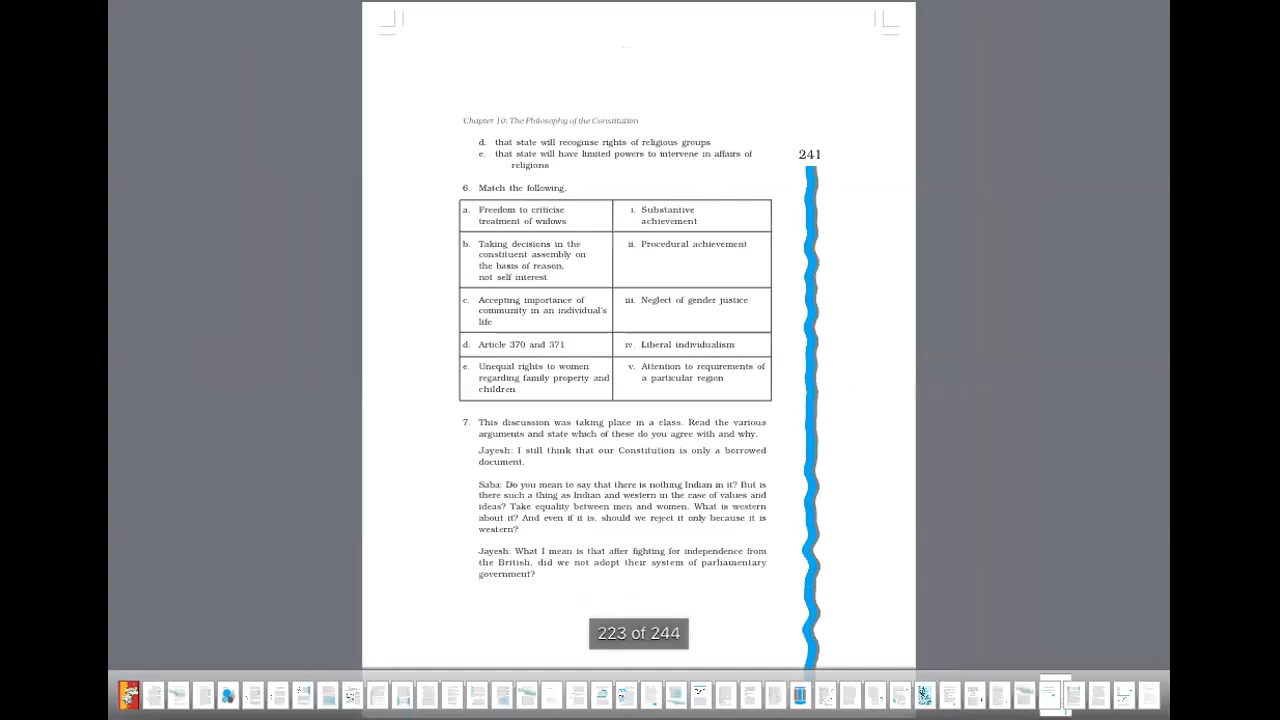 Chapter 10: The Philosophy of the Constitution
d. that state will recognise rights of religious groups
e. that state will have limited powers to intervene in affairs of
religions
241
6. Match the following.
a. Freedom to criticise
treatment of widows
i. Substantive
achievement
b. Taking decisions in the
constituent assembly on
the basis of reason,
not self interest
ii. Procedural achievement
c. Accepting importance of
community in an individual's
life
iii. Neglect of gender justice
d. Article 370 and 371
iv. Liberal individualism
e. Unequal rights to women
regarding family property and
children
v. Attention to requirements of
a particular region
7. This discussion was taking place in a class. Read the various
arguments and state which of these do you agree with and why.
Jayesh: I still think that our Constitution is only a borrowed
document.
Saba: Do you mean to say that there is nothing Indian in it? But is
there such a thing as Indian and western in the case of values and
ideas? Take equality between men and women. What is western
about it? And even if it is, should we reject it only because it is
western?
Jayesh: What I mean is that after fighting for independence from
the British, did we not adopt their system of parliamentary
government?
223 of 244